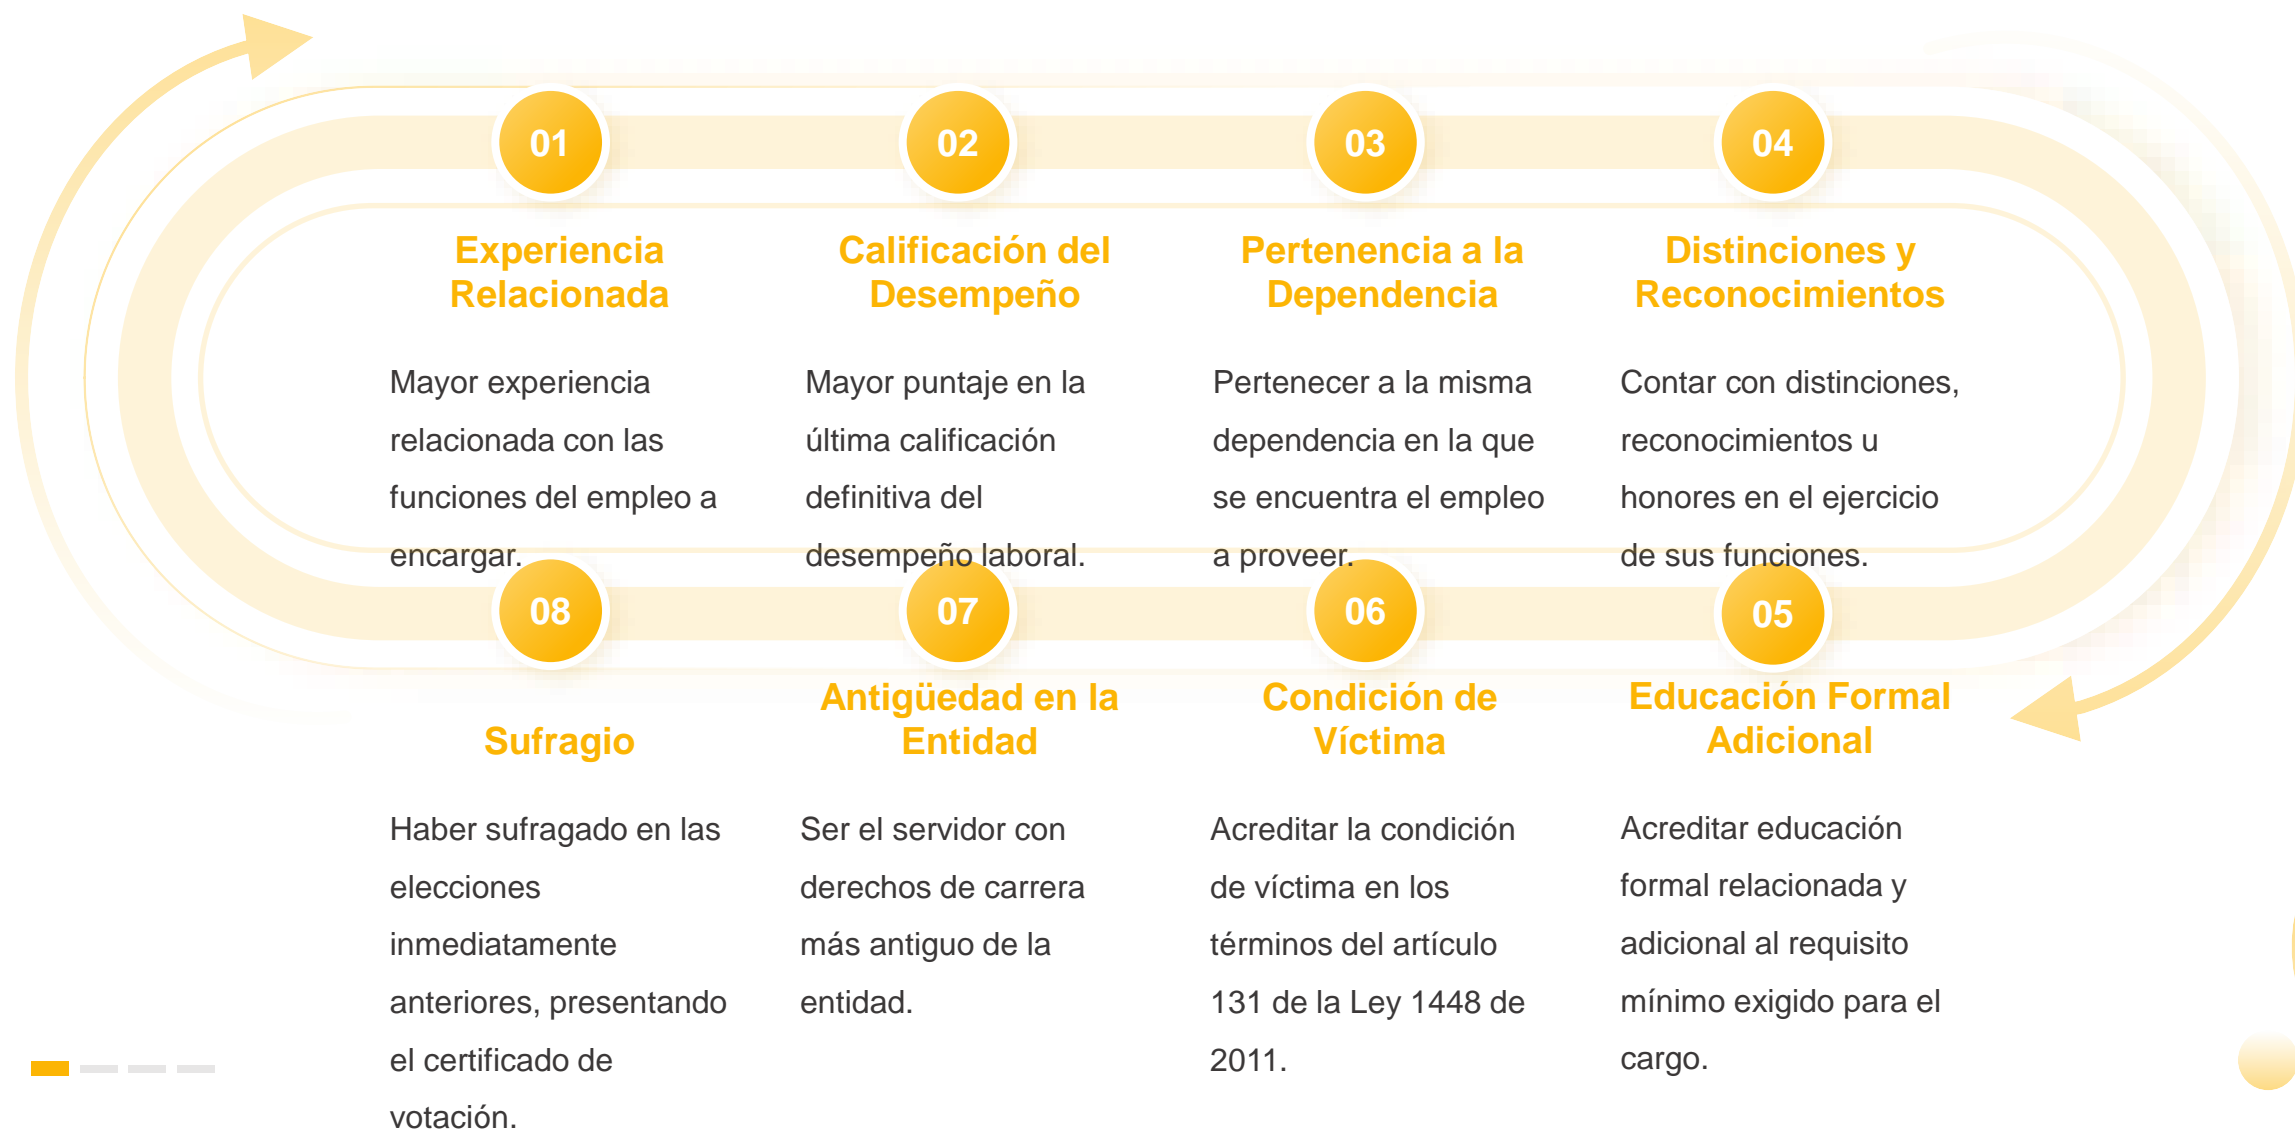 01
Experiencia
Relacionada
Mayor experiencia
relacionada con las
funciones del empleo a
encargar.
02
Calificación del
Desempeño
Mayor puntaje en la
última calificación
definitiva del
desempeño laboral.
03
Pertenencia a la
Dependencia
Pertenecer a la misma
dependencia en la que
se encuentra el empleo
a proveer.
04
Distinciones y
Reconocimientos
Contar con distinciones,
reconocimientos u
honores en el ejercicio
de sus funciones.
05
Educación Formal
Adicional
Acreditar educación
formal relacionada y
adicional al requisito
mínimo exigido para el
cargo.
06
Condición de
Víctima
Acreditar la condición
de víctima en los
términos del artículo
131 de la Ley 1448 de
2011.
07
Antigüedad en la
Entidad
Ser el servidor con
derechos de carrera
más antiguo de la
entidad.
08
Sufragio
Haber sufragado en las
elecciones
inmediatamente
anteriores, presentando
el certificado de
votación.